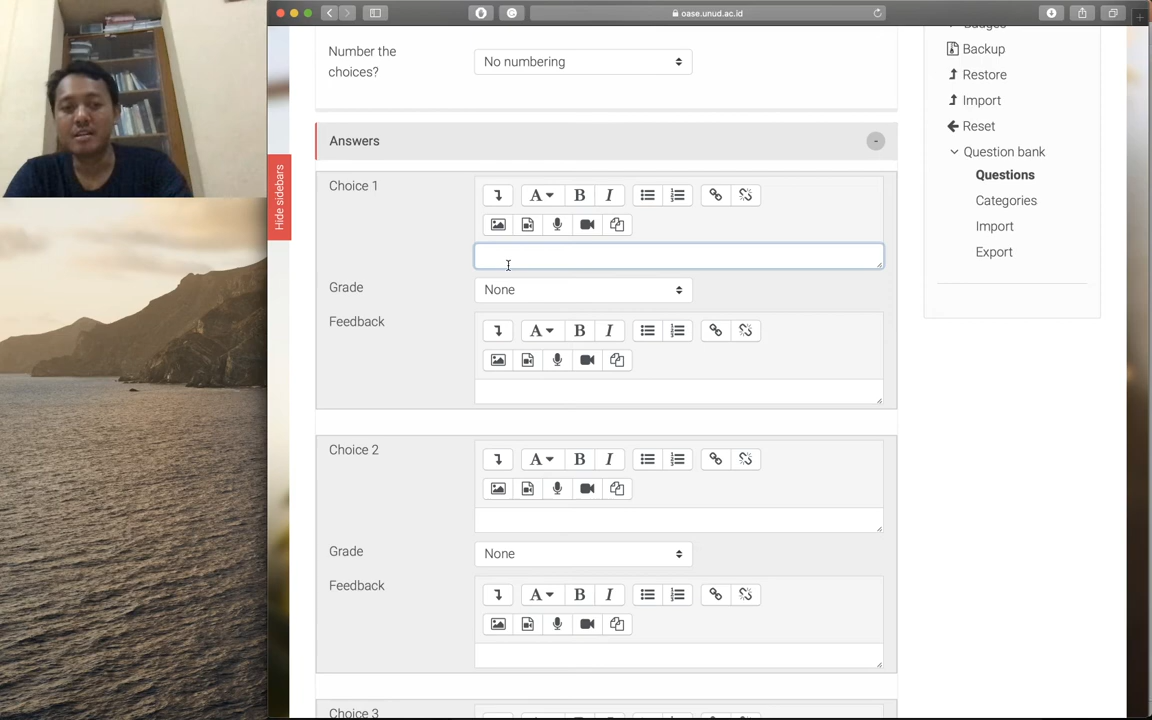 oase.unud.ac.id
Badges
Number the
choices?
No numbering
Backup
Restore
Import
Reset
Question bank
Questions
Categories
Import
Export
Hide sidebars
Answers
-
Choice 1
A B I
Grade
None
Feedback
A B I
Choice 2
A B I
Grade
None
Feedback
A B I
Choice 3